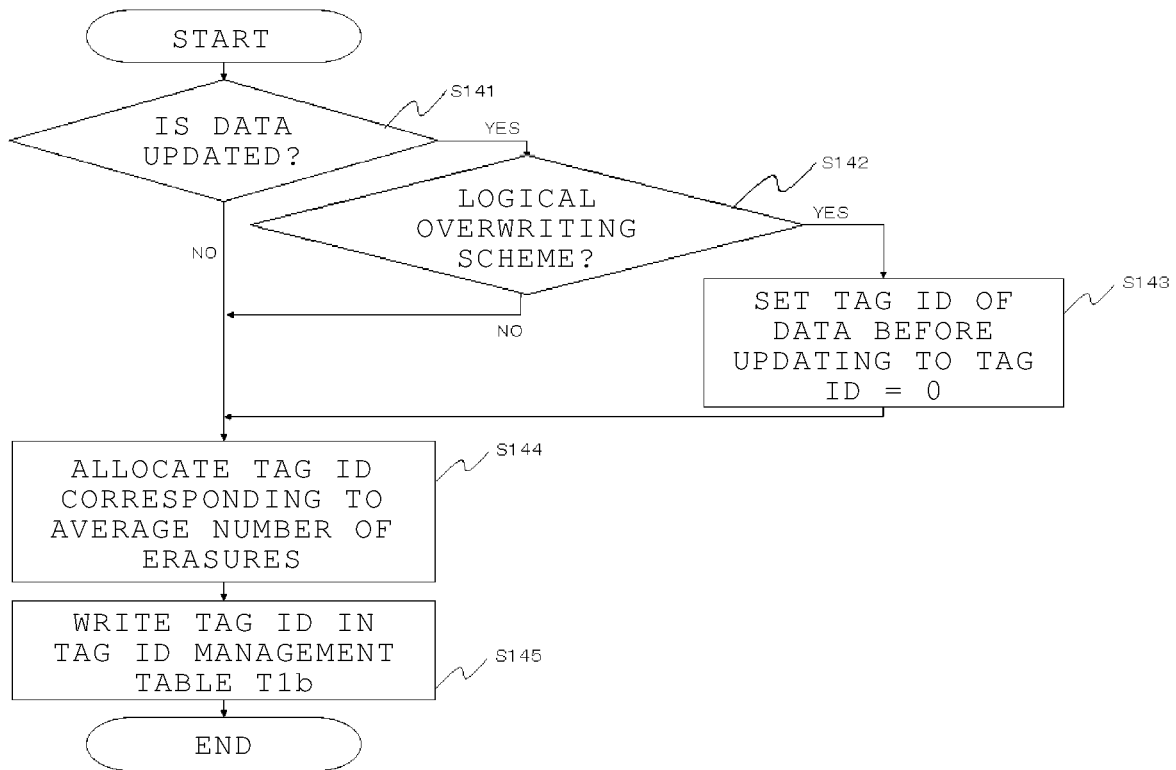 START
S141
IS DATA
UPDATED?
YES
S142
LOGICAL
OVERWRITING
SCHEME?
YES
NO
NO
S143
SET TAG ID OF
DATA BEFORE
UPDATING TO TAG
ID = 0
S144
ALLOCATE TAG ID
CORRESPONDING TO
AVERAGE NUMBER OF
ERASURES
WRITE TAG ID IN
TAG ID MANAGEMENT
TABLE T1b
S145
END